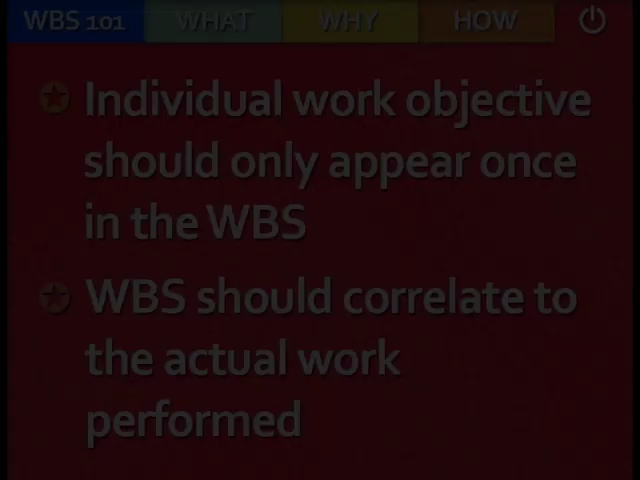 WBS 101 WHAT WHY HOW
Individual work objective
should only appear once
in the WBS
WBS should correlate to
the actual work
performed